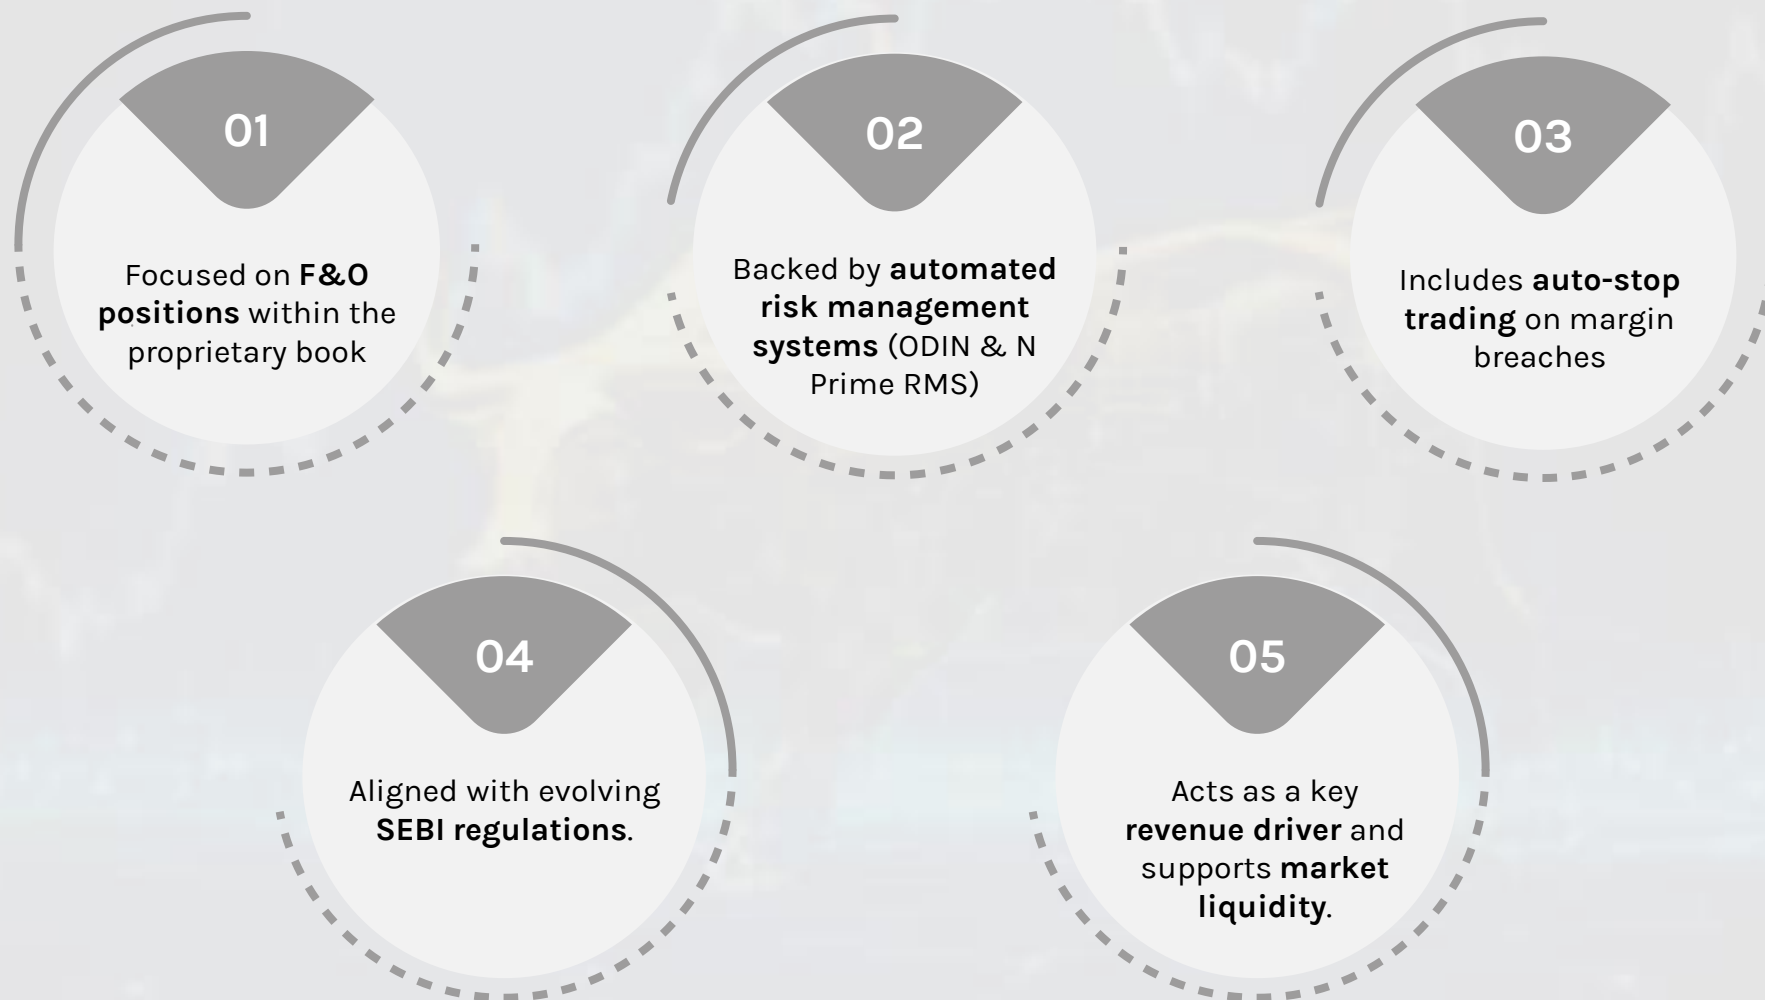 01
Focused on F&O
positions within the
proprietary book
02
Backed by automated
risk management
systems (ODIN & N
Prime RMS)
03
Includes auto-stop
trading on margin
breaches
04
Aligned with evolving
SEBI regulations.
05
Acts as a key
revenue driver and
supports market
liquidity.